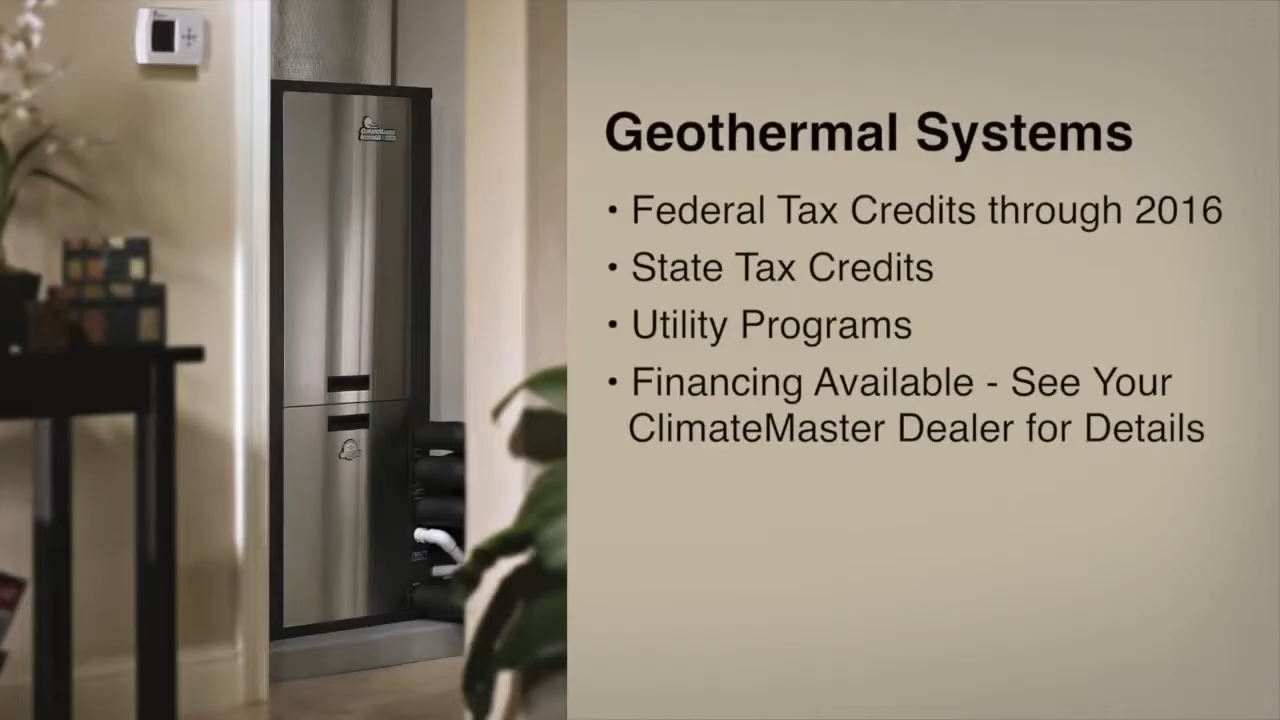 ClimateMaster
Geothermal Systems
• Federal Tax Credits through 2016
• State Tax Credits
• Utility Programs
• Financing Available - See Your
ClimateMaster Dealer for Details